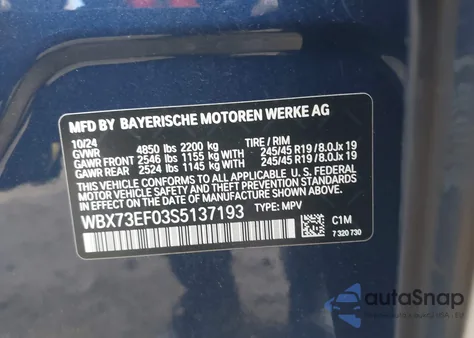 MFD BY BAYERISCHE MOTOREN WERKE AG
10/24 TIRE / RIM
GVWR 4850 lbs 2200 kg
GAWR FRONT 2546 lbs 1155 kg WITH 245/45 R19 / 8.0Jx 19
GAWR REAR 2524 lbs 1145 kg WITH 245/45 R19 / 8.0Jx 19
THIS VEHICLE CONFORMS TO ALL APPLICABLE U. S. FEDERAL
MOTOR VEHICLE SAFETY, BUMPER, AND THEFT
PREVENTION STANDARDS IN EFFECT ON THE
DATE OF MANUFACTURE SHOWN ABOVE.
WBX73EF03S5137193 TYPE: MPV
C1M
7 320 730
autoSnap